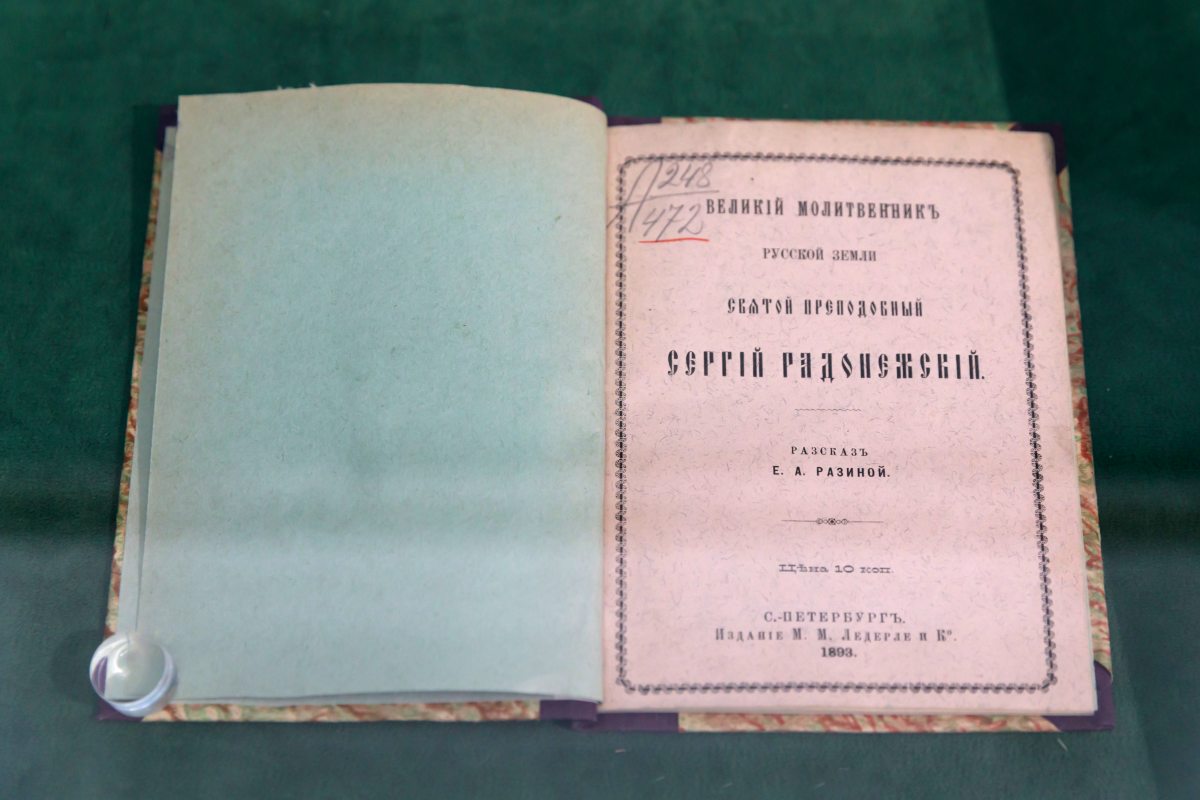 А 248
472
ВЕЛИКІЙ МОЛИТВЕННИКЪ
РУССКОЙ ЗЕМЛИ
СВЯТОЙ ПРЕПОДОБНЫЙ
СЕРГІЙ РАДОНЕЖСКІЙ.
РАЗСКАЗЪ
Е. А. РАЗИНОЙ.
Цѣна 10 коп.
С.-ПЕТЕРБУРГЪ.
Изданіе М. М. Ледерле и Кº.
1893.